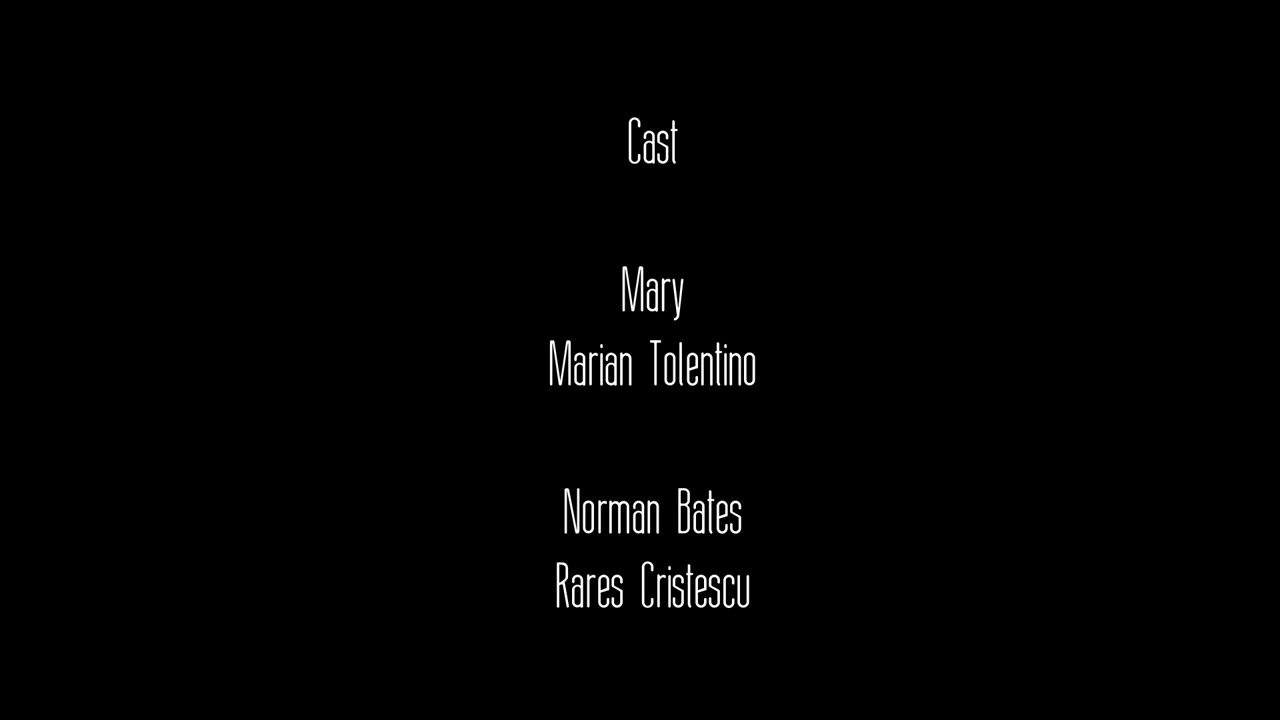 Cast
Mary
Marian Tolentino
Norman Bates
Rares Cristescu